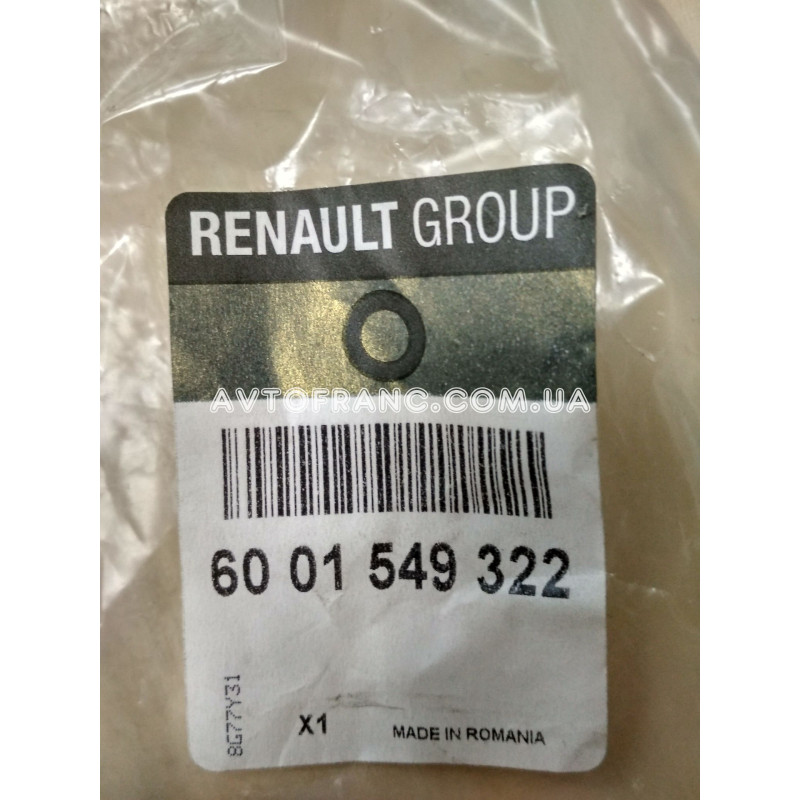 RENAULT GROUP
AVTOFRANC.COM.UA
60 01 549 322
8G77Y31
X1
MADE IN ROMANIA